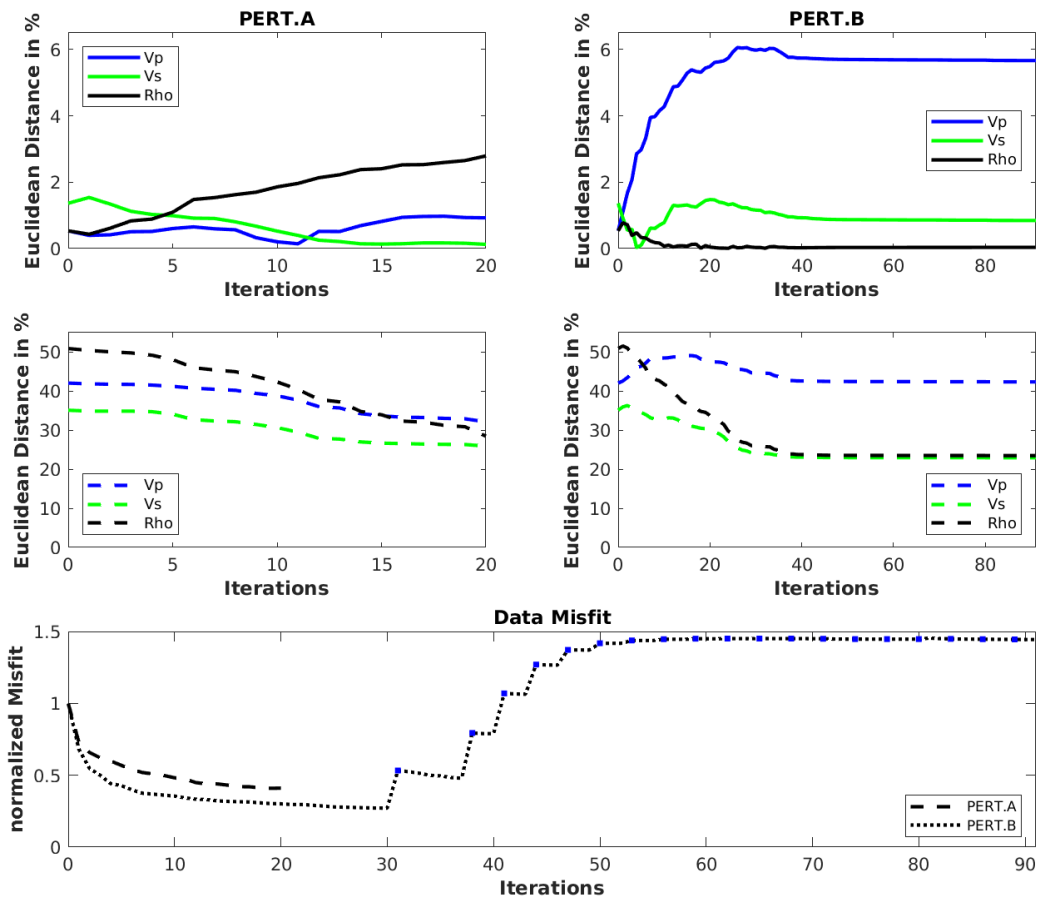 PERT.A
Euclidean Distance in %
6
4
2
0
Vp
Vs
Rho
0 5 10 15 20
Iterations
PERT.B
Euclidean Distance in %
6
4
2
0
Vp
Vs
Rho
0 20 40 60 80
Iterations
Euclidean Distance in %
50
40
30
20
10
0
Vp
Vs
Rho
0 5 10 15 20
Iterations
Euclidean Distance in %
50
40
30
20
10
0
Vp
Vs
Rho
0 20 40 60 80
Iterations
Data Misfit
normalized Misfit
1.5
1
0.5
0
PERT.A
PERT.B
0 10 20 30 40 50 60 70 80 90
Iterations